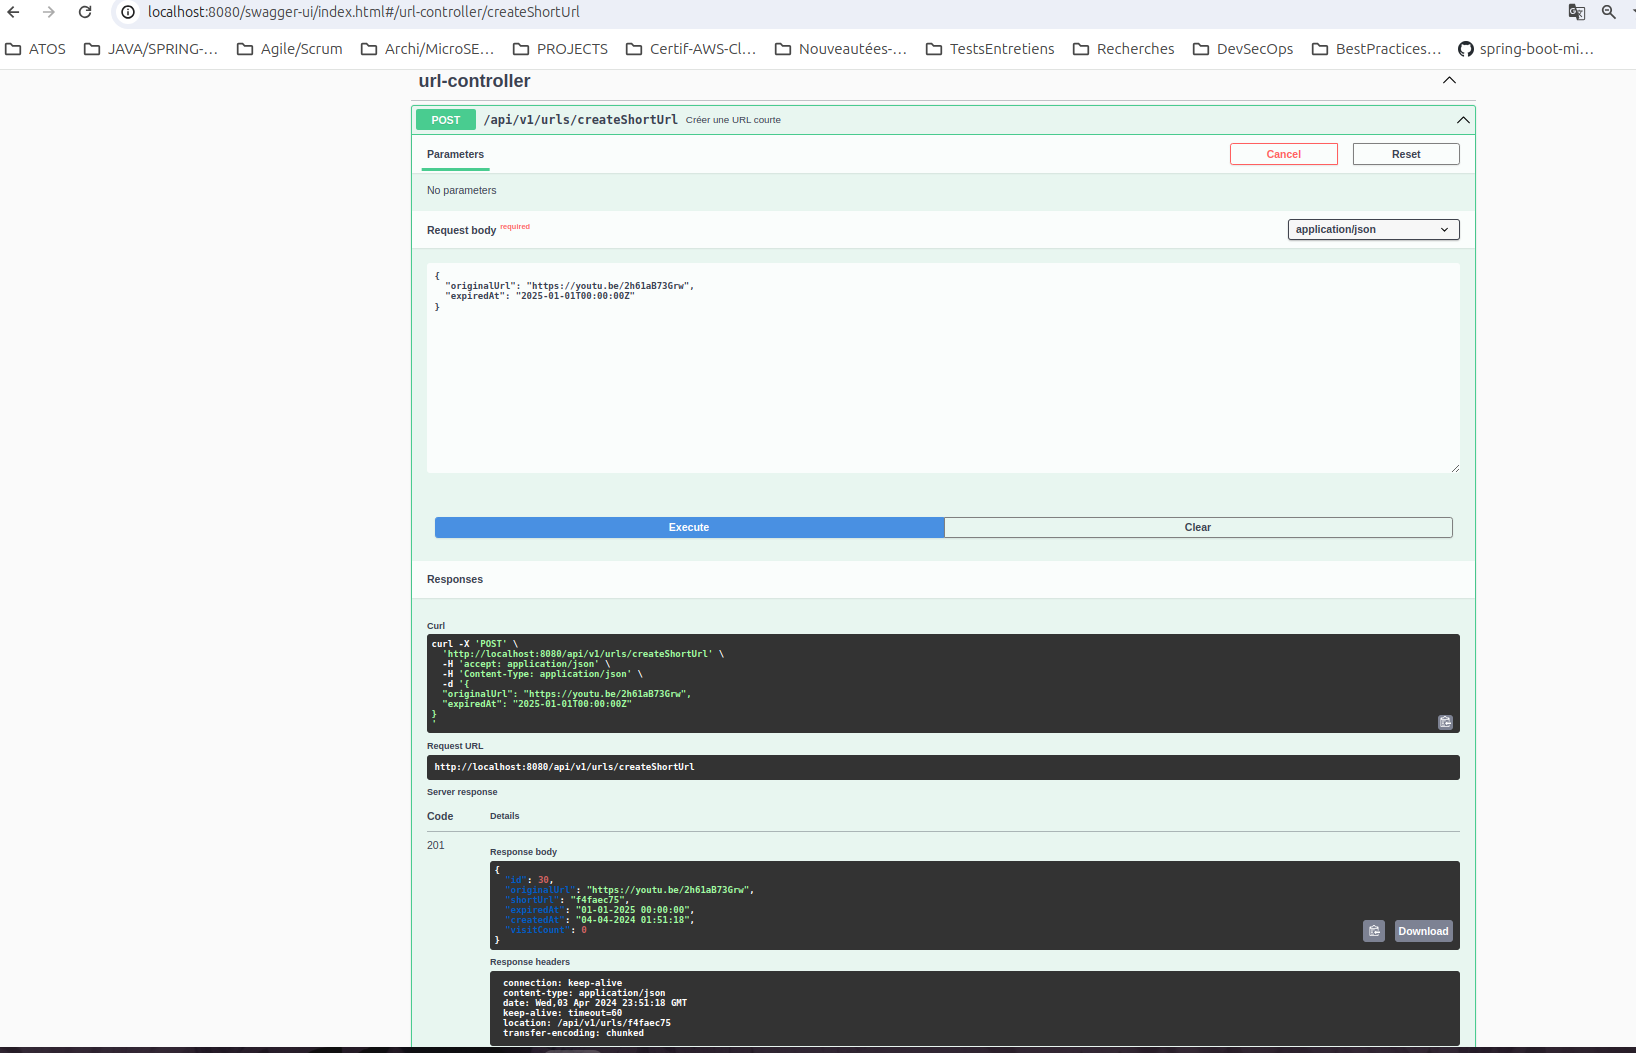 localhost:8080/swagger-ui/index.html#/url-controller/createShortUrl
ATOS JAVA/SPRING-... Agile/Scrum Archi/MicroSE... PROJECTS Certif-AWS-Cl... Nouveautées-... TestsEntretiens Recherches DevSecOps BestPractices... spring-boot-mi...
url-controller
POST /api/v1/urls/createShortUrl Créer une URL courte
Parameters Cancel Reset
No parameters
Request body required application/json
{
"originalUrl": "https://youtu.be/2h61aB73Grw",
"expiredAt": "2025-01-01T00:00:00Z"
}
Execute Clear
Responses
Curl
curl -X 'POST' \
'http://localhost:8080/api/v1/urls/createShortUrl' \
-H 'accept: application/json' \
-H 'Content-Type: application/json' \
-d '{
"originalUrl": "https://youtu.be/2h61aB73Grw",
"expiredAt": "2025-01-01T00:00:00Z"
}
'
Request URL
http://localhost:8080/api/v1/urls/createShortUrl
Server response
Code Details
201
Response body
{
"id": 30,
"originalUrl": "https://youtu.be/2h61aB73Grw",
"shortUrl": "f4faec75",
"expiredAt": "01-01-2025 00:00:00",
"createdAt": "04-04-2024 01:51:18",
"visitCount": 0
}
Download
Response headers
connection: keep-alive
content-type: application/json
date: Wed,03 Apr 2024 23:51:18 GMT
keep-alive: timeout=60
location: /api/v1/urls/f4faec75
transfer-encoding: chunked